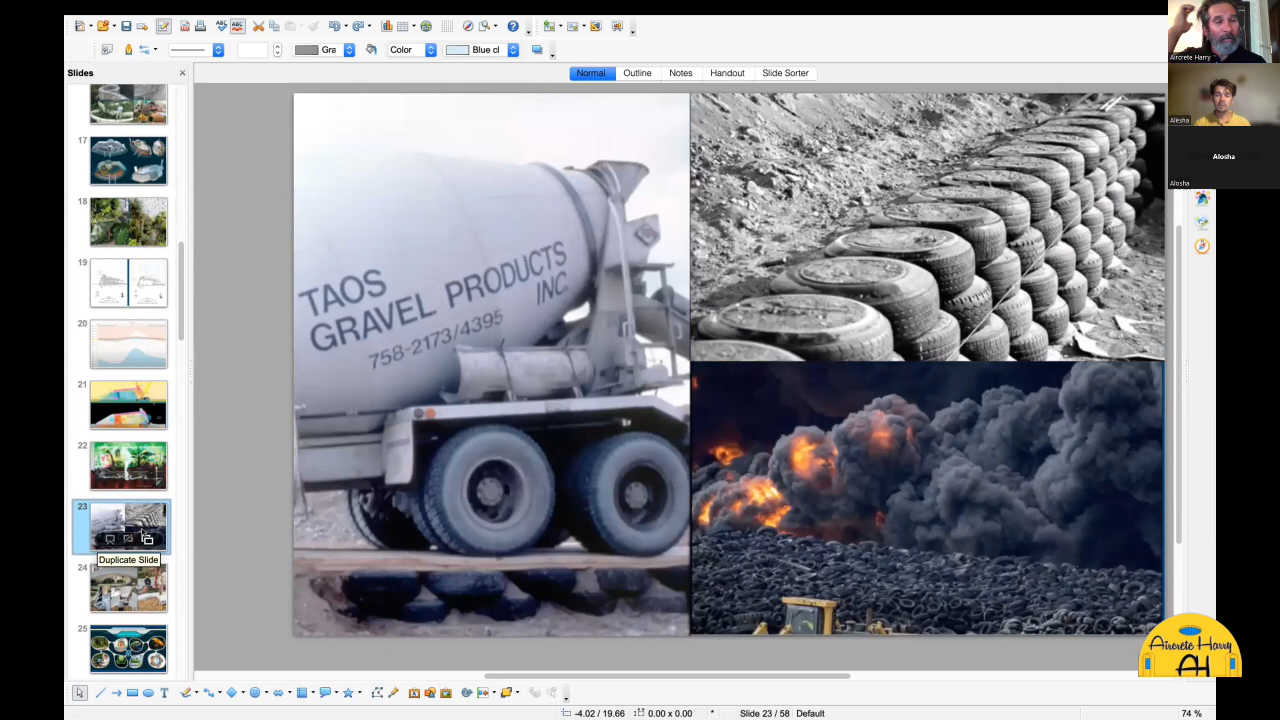 Gra
Color
Blue cl
Slides
Normal
Outline
Notes
Handout
Slide Sorter
17
18
19
20
21
22
23
Duplicate Slide
24
25
TAOS
GRAVEL PRODUCTS
INC.
758-2173/4395
Aircrete Harry
Alesha
Alosha
Alosha
Aircrete Harry
AH
-4.02 / 19.66
0.00 x 0.00
*
Slide 23 / 58
Default
74 %